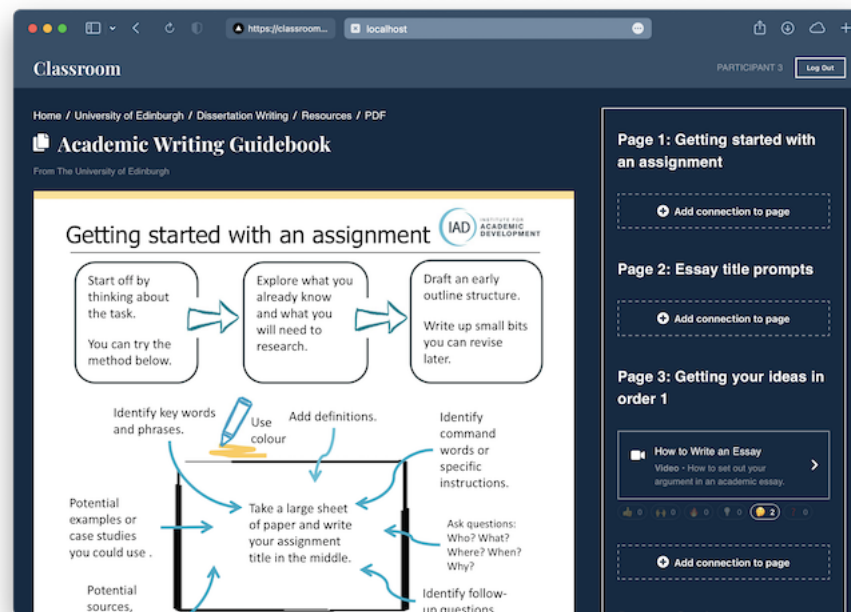 https://classroom...
localhost
Classroom
PARTICIPANT 3
Log Out
Home / University of Edinburgh / Dissertation Writing / Resources / PDF
Academic Writing Guidebook
From The University of Edinburgh
Getting started with an assignment
IAD
INSTITUTE FOR
ACADEMIC
DEVELOPMENT
Start off by
thinking about
the task.
You can try the
method below.
Explore what you
already know
and what you
will need to
research.
Draft an early
outline structure.
Write up small bits
you can revise
later.
Identify key words
and phrases.
Use
colour
Add definitions.
Identify
command
words or
specific
instructions.
Potential
examples or
case studies
you could use .
Take a large sheet
of paper and write
your assignment
title in the middle.
Ask questions:
Who? What?
Where? When?
Why?
Potential
sources,
Identify follow-
up questions
Page 1: Getting started with
an assignment
Add connection to page
Page 2: Essay title prompts
Add connection to page
Page 3: Getting your ideas in
order 1
How to Write an Essay
Video - How to set out your
argument in an academic essay.
0 0 0 0 2 0
Add connection to page